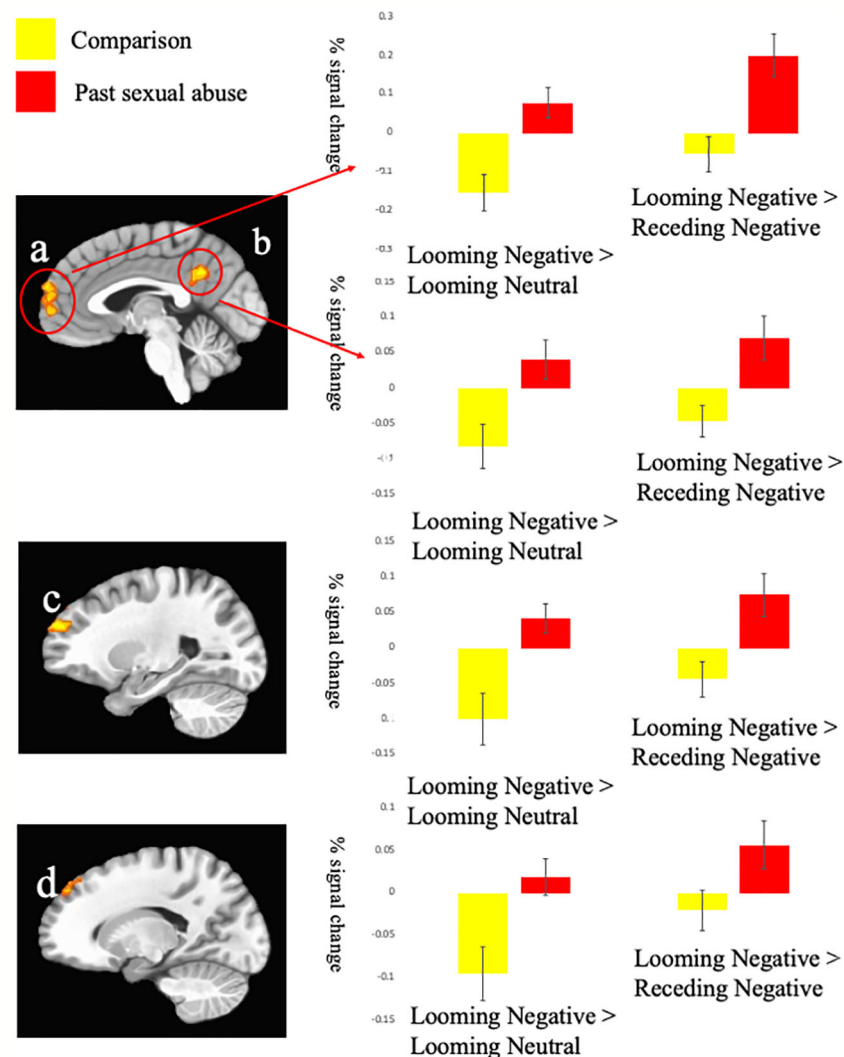 Comparison
Past sexual abuse
% signal change
0.3
0.2
0.1
0
-0.1
-0.2
-0.3
Looming Negative >
Looming Neutral
Looming Negative >
Receding Negative
a
b
% signal change
0.15
0.1
0.05
0
-0.05
-0.15
Looming Negative >
Looming Neutral
Looming Negative >
Receding Negative
c
% signal change
0.15
0.1
0.05
0
-0.05
-0.15
Looming Negative >
Looming Neutral
Looming Negative >
Receding Negative
d
% signal change
0.1
0.05
0
-0.05
-0.1
-0.15
Looming Negative >
Looming Neutral
Looming Negative >
Receding Negative